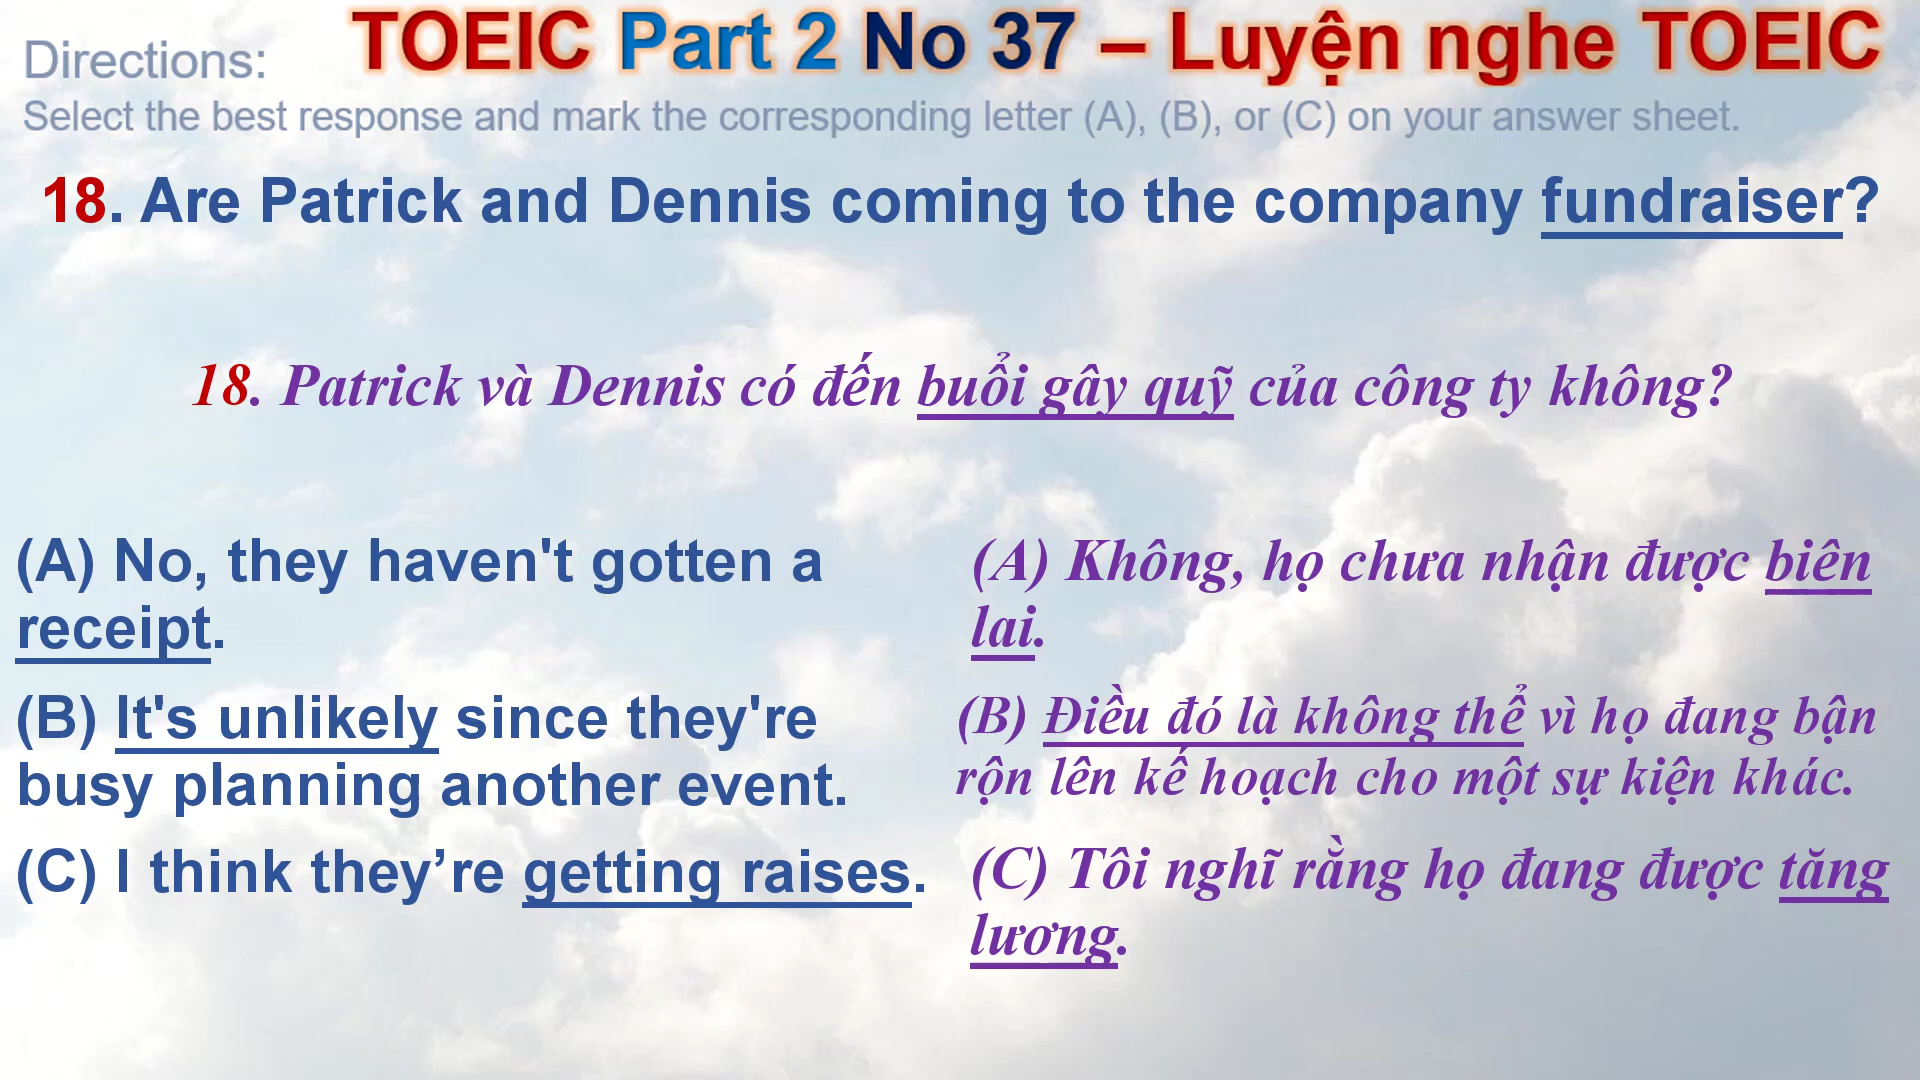 TOEIC Part 2 No 37 – Luyện nghe TOEIC
Directions:
Select the best response and mark the corresponding letter (A), (B), or (C) on your answer sheet.
18. Are Patrick and Dennis coming to the company fundraiser?
18. Patrick và Dennis có đến buổi gây quỹ của công ty không?
(A) No, they haven't gotten a
receipt.
(A) Không, họ chưa nhận được biên
lai.
(B) It's unlikely since they're
busy planning another event.
(B) Điều đó là không thể vì họ đang bận
rộn lên kế hoạch cho một sự kiện khác.
(C) I think they’re getting raises.
(C) Tôi nghĩ rằng họ đang được tăng
lương.